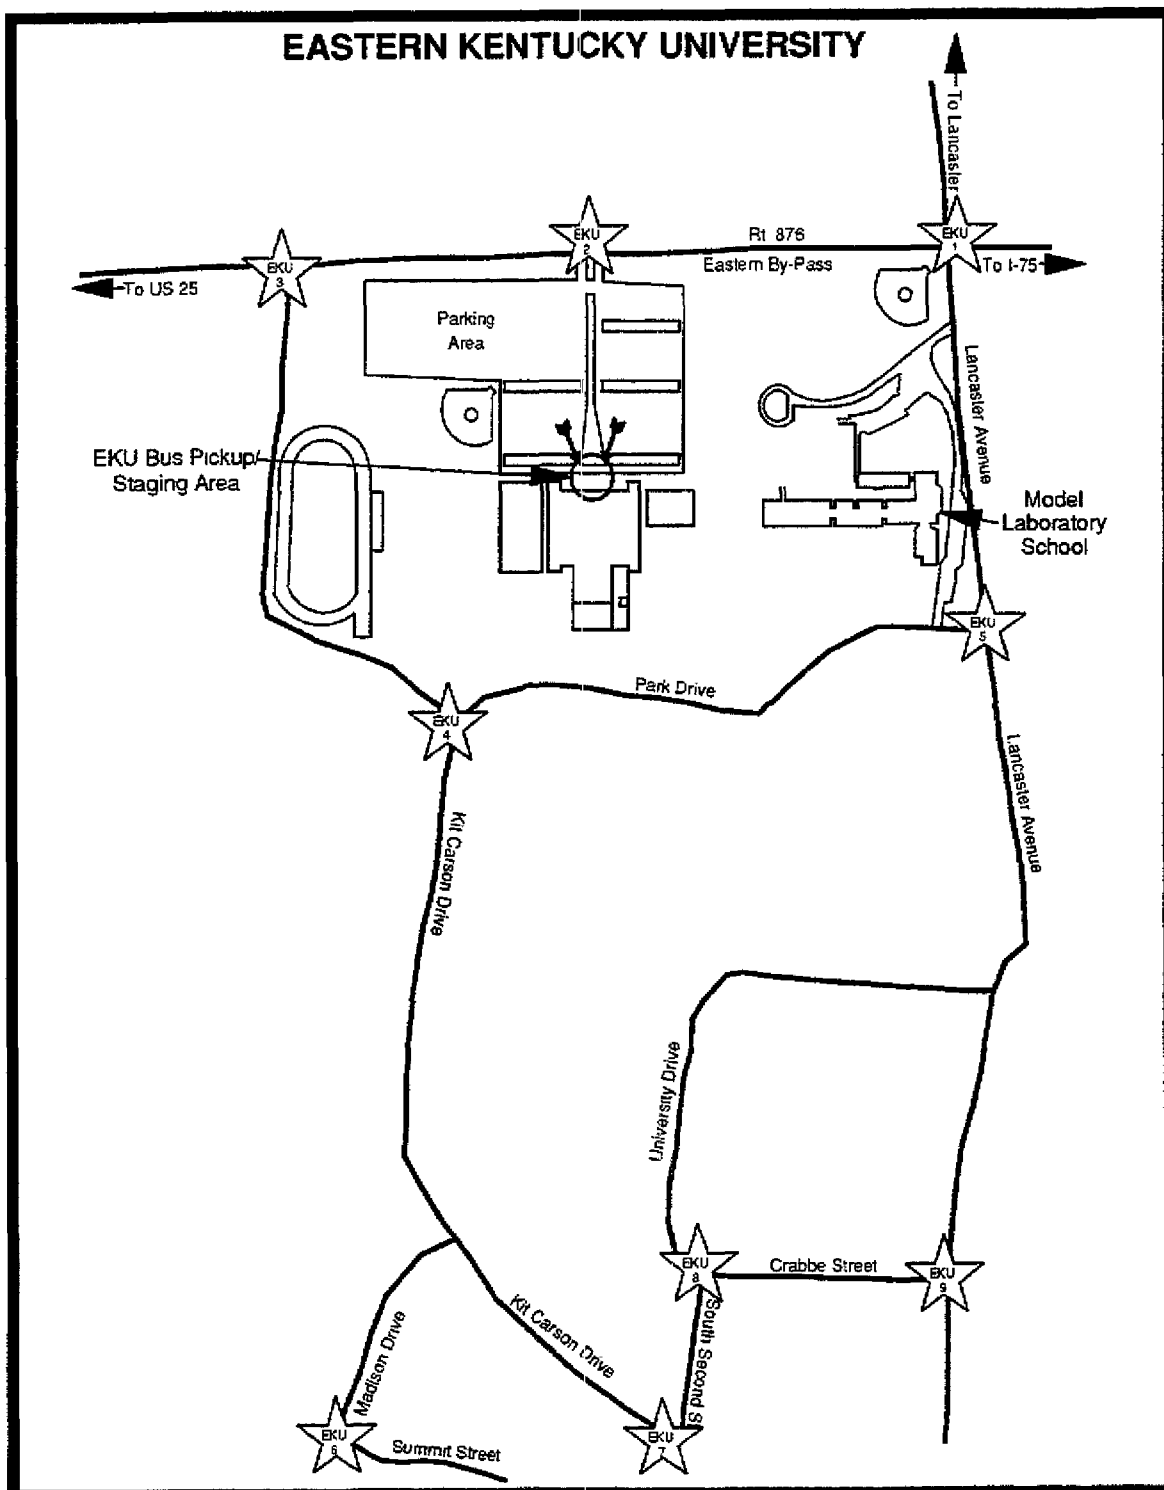 EASTERN KENTUCKY UNIVERSITY
To Lancaster
EKU
1
EKU
2
EKU
3
Rt 876
Eastern By-Pass
To I-75
To US 25
Parking
Area
Lancaster Avenue
EKU Bus Pickup/
Staging Area
Model
Laboratory
School
EKU
5
Park Drive
EKU
4
Lancaster Avenue
Kit Carson Drive
University Drive
EKU
8
Crabbe Street
EKU
9
Kit Carson Drive
South Second S
Madison Drive
EKU
6
Summit Street
EKU
7